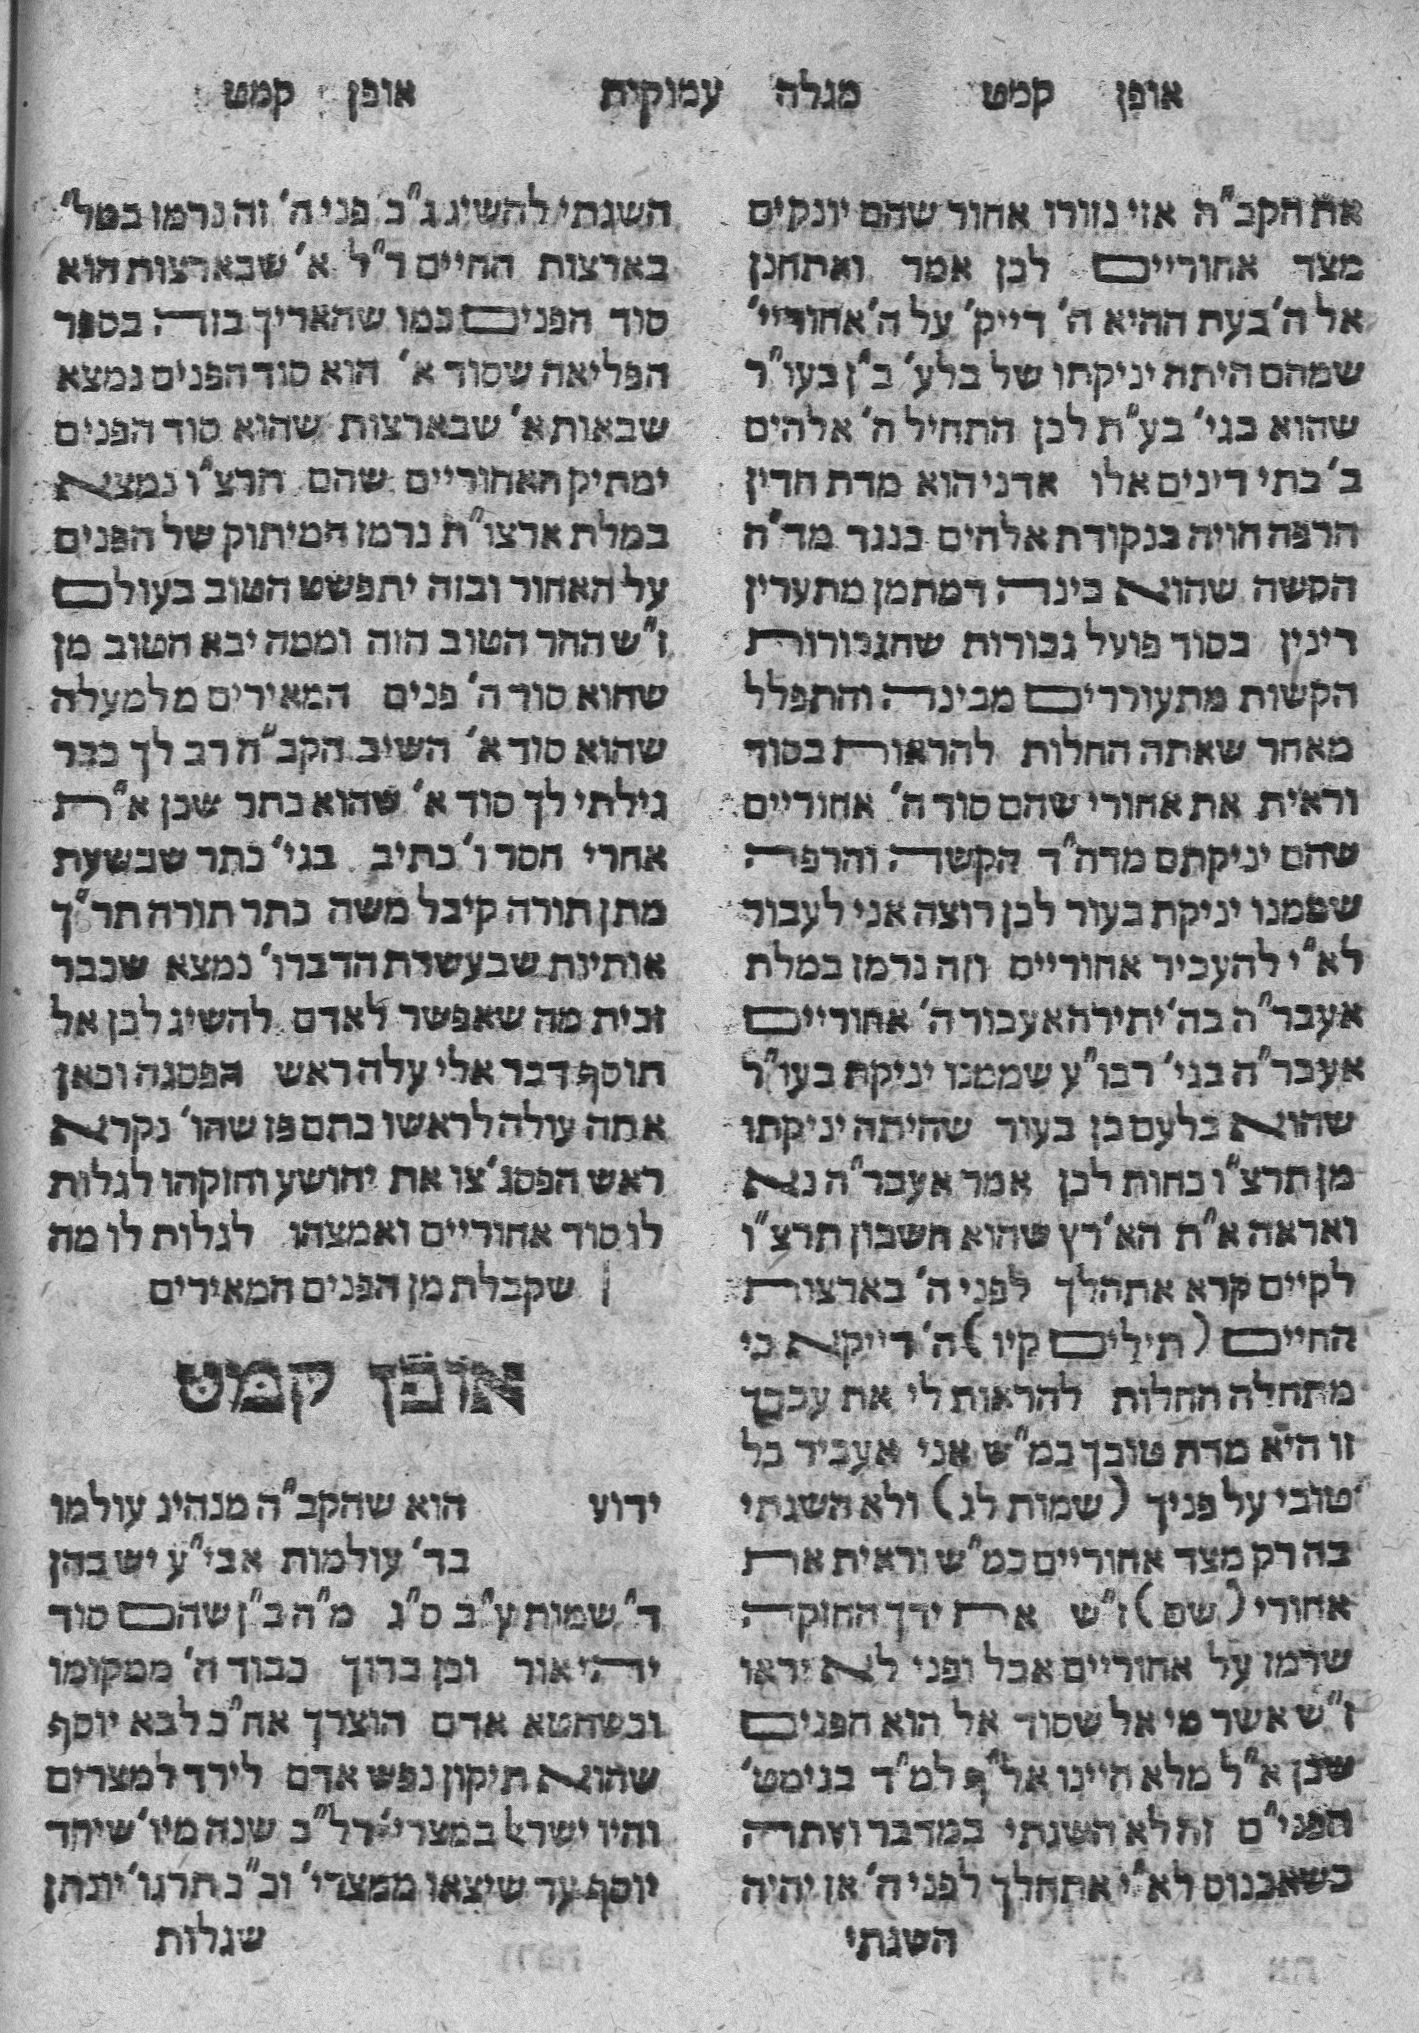 אופן קמט מגלה עמוקות אופן קמט
את הקב"ה אזי נזורו אחור שהם יונקים
מצד אחוריים לכן אמר ואתחנן
אל ה' בעת ההיא ה' דייק' על ה' אחוריי'
שמהם היתה יניקתו של בלע' ב"ן בעו"ר
שהוא בגי' בע"ת לכן התחיל ה' אלהים
ב' בתי דינים אלו אדני הוא מדת הדין
הרפה הויה בנקודת אלהים כנגד מד"ה
הקשה שהוא בינה דמתמן מתערין
דינין בסוד פועל גבורות שהגבורות
הקשות מתעוררים מבינה והתפלל
מאחר שאתה החלות להראות בסוד
וראית את אחורי שהם סוד ה' אחוריים
שהם יניקתם מדה"ד הקשה והרפה
שממנו יניקת בעור לכן רוצה אני לעבור
לא"י להעביר אחוריים וזה נרמז במלת
אעבר"ה בה' יתירה אעבור ה' אחוריים
אעבר"ה בגי' רבו"ע שממנו יניקת בעו"ל
שהוא בלעם בן בעור שהיתה יניקתו
מן תרצ"ו כחות לכן אמר אעבר"ה נא
ואראה א"ת הא'רץ שהוא חשבון תרצ"ו
לקיים קרא אתהלך לפני ה' בארצות
החיים (תילים קיו) ה' דייקא כי
מתחלה החלות להראות לי את עבדך
זו היא מדת טובך כמ"ש אני אעביר כל
טובי על פניך (שמות לג) ולא השגתי
בה רק מצד אחוריים כמ"ש וראית את
אחורי (שם) ז"ש את ידך החזקה
שרמז על אחוריים אבל ופני לא יראו
ז"ש אשר מי אל שסוד אל הוא הפנים
שכן א"ל מלא היינו אל"ף למ"ד בגימט'
הפני"ם זה לא השגתי במדבר ועתה
כשאכנוס לא"י אתהלך לפני ה' אז יהיה
השגתי
השגתי להשיג ג"כ פני ה' זה נרמז במל"
בארצות החיים ר"ל א' שבארצות הוא
סוד הפנים כמו שהאריך בזה בספר
הפליאה שסוד א' הוא סוד הפנים נמצא
שבאות א' שבארצות שהוא סוד הפנים
ימתיק האחוריים שהם תרצ"ו נמצא
במלת ארצו"ת נרמז המיתוק של הפנים
על האחור ובזה יתפשט הטוב בעולם
ז"ש ההר הטוב הזה וממה יבא הטוב מן
שהוא סוד ה' פנים המאירים מלמעלה
שהוא סוד א' השיב הקב"ה רב לך כבר
גילתי לך סוד א' שהוא כתר שכן א"ת
אחרי חסר ו' כתיב בגי' כתר שבשעת
מתן תורה קיבל משה כתר תורה תר"ך
אותיות שבעשרת הדברו' נמצא שכבר
זכית מה שאפשר לאדם להשיג לכן אל
תוסף דבר אלי עלה ראש הפסגה וכאן
אתה עולה לראשו כתם פז שהו' נקרא
ראש הפסג' צו את יהושע וחזקהו לגלות
לו סוד אחוריים ואמצהו לגלות לו מה
שקבלת מן הפנים המאירים
אופן קמט
ידוע הוא שהקב"ה מנהיג עולמו
בד' עולמות אבי"ע יש בהן
ד" שמות ע"ב ס"ג מ"ה ב"ן שהם סוד
יהי אור וכן ברוך כבוד ה' ממקומו
וכשחטא אדם הוצרך אח"כ לבא יוסף
שהוא תיקון נפש אדם לירד למצרים
והיו ישראל במצרי' רל"ב שנה מיו' שירד
יוסף עד שיצאו ממצרי' וכ"כ תרגו' יונתן
שגלות